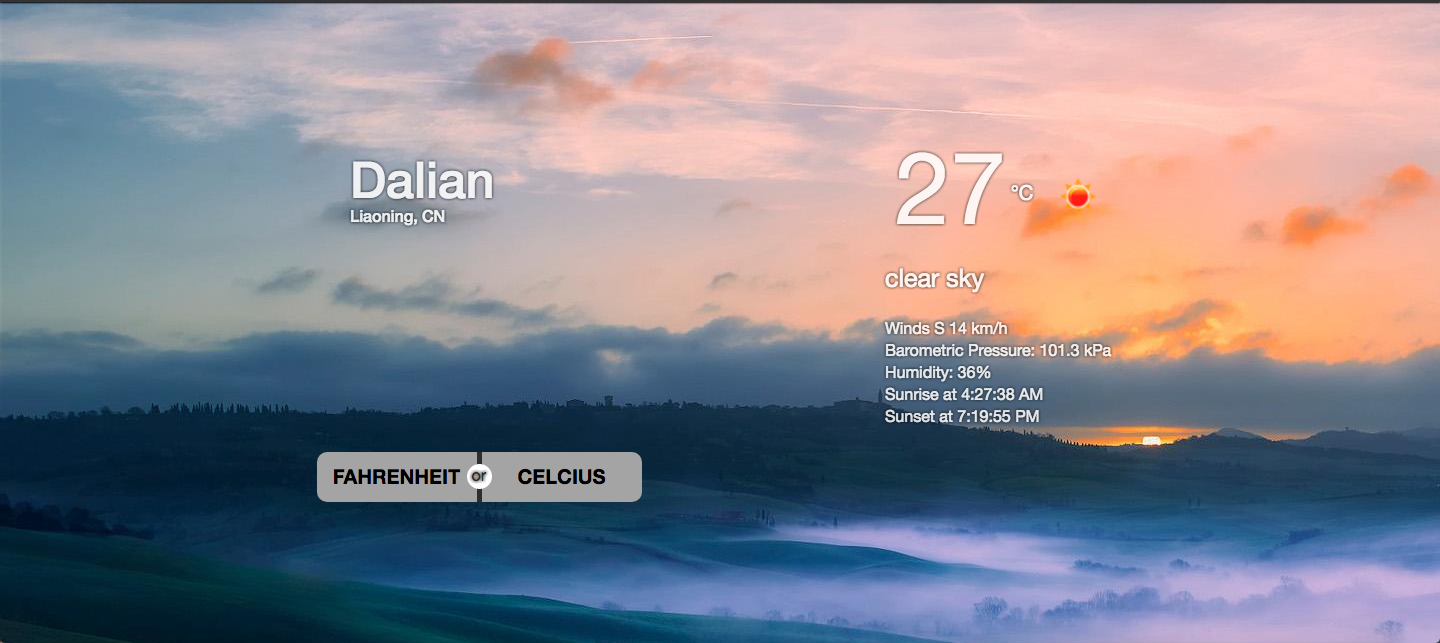 Dalian
Liaoning, CN
27 °C
clear sky
Winds S 14 km/h
Barometric Pressure: 101.3 kPa
Humidity: 36%
Sunrise at 4:27:38 AM
Sunset at 7:19:55 PM
FAHRENHEIT or CELCIUS